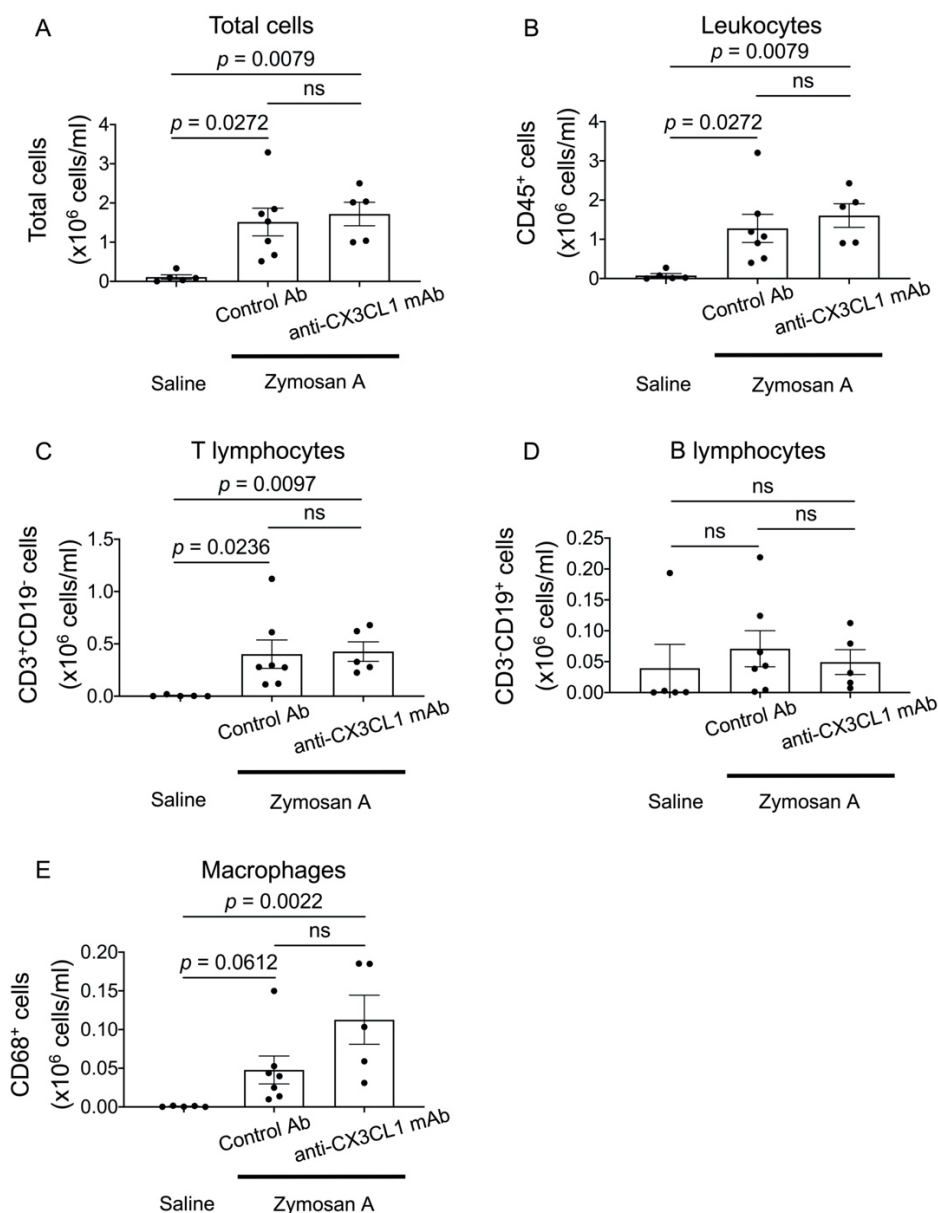 A
Total cells
p = 0.0079
ns
p = 0.0272
Total cells
(x10⁶ cells/ml)
4
3
2
1
0
Control Ab
anti-CX3CL1 mAb
Saline
Zymosan A
B
Leukocytes
p = 0.0079
ns
p = 0.0272
CD45⁺ cells
(x10⁶ cells/ml)
4
3
2
1
0
Control Ab
anti-CX3CL1 mAb
Saline
Zymosan A
C
T lymphocytes
p = 0.0097
ns
p = 0.0236
CD3⁺CD19⁻ cells
(x10⁶ cells/ml)
1.5
1.0
0.5
0.0
Control Ab
anti-CX3CL1 mAb
Saline
Zymosan A
D
B lymphocytes
ns
ns
ns
CD3⁻CD19⁺ cells
(x10⁶ cells/ml)
0.25
0.20
0.15
0.10
0.05
0.00
Control Ab
anti-CX3CL1 mAb
Saline
Zymosan A
E
Macrophages
p = 0.0022
ns
p = 0.0612
CD68⁺ cells
(x10⁶ cells/ml)
0.20
0.15
0.10
0.05
0.00
Control Ab
anti-CX3CL1 mAb
Saline
Zymosan A